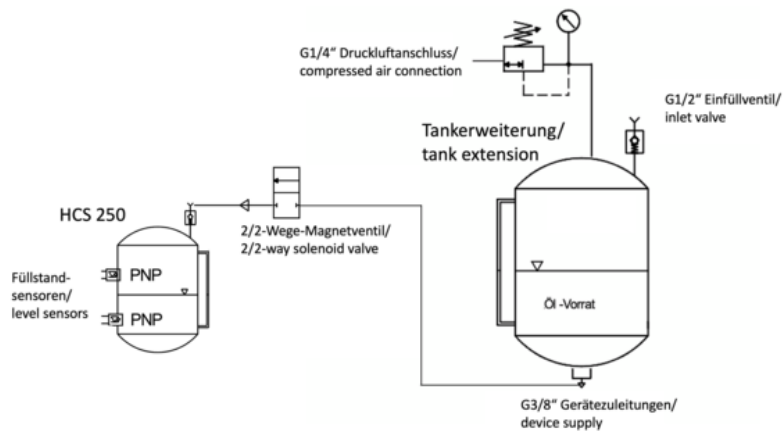 G1/4“ Druckluftanschluss/
compressed air connection
G1/2“ Einfüllventil/
inlet valve
Tankerweiterung/
tank extension
HCS 250
2/2-Wege-Magnetventil/
2/2-way solenoid valve
Füllstand-
sensoren/
level sensors
PNP
PNP
Öl -Vorrat
G3/8“ Gerätezuleitungen/
device supply